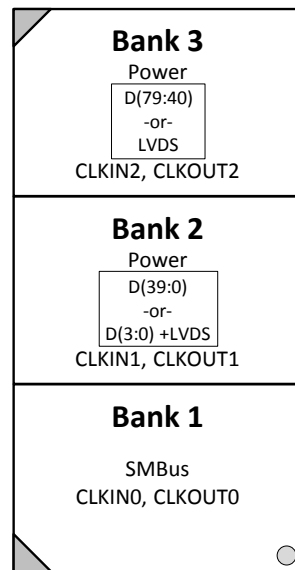 Bank 3
Power
D(79:40)
-or-
LVDS
CLKIN2, CLKOUT2
Bank 2
Power
D(39:0)
-or-
D(3:0) +LVDS
CLKIN1, CLKOUT1
Bank 1
SMBus
CLKIN0, CLKOUT0